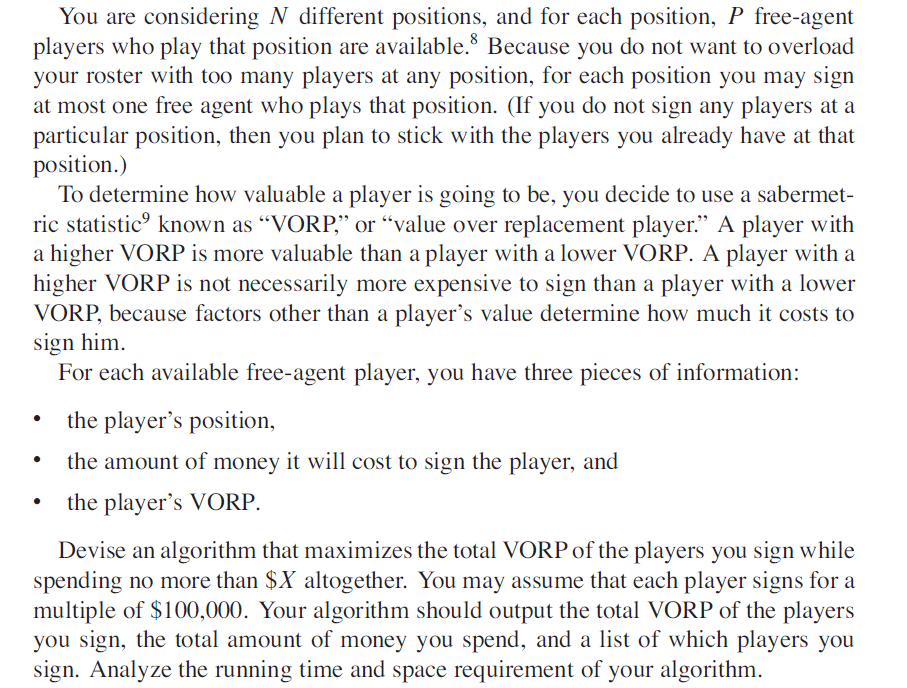 You are considering N different positions, and for each position, P free-agent
players who play that position are available.⁸ Because you do not want to overload
your roster with too many players at any position, for each position you may sign
at most one free agent who plays that position. (If you do not sign any players at a
particular position, then you plan to stick with the players you already have at that
position.)
To determine how valuable a player is going to be, you decide to use a sabermet-
ric statistic⁹ known as “VORP,” or “value over replacement player.” A player with
a higher VORP is more valuable than a player with a lower VORP. A player with a
higher VORP is not necessarily more expensive to sign than a player with a lower
VORP, because factors other than a player’s value determine how much it costs to
sign him.
For each available free-agent player, you have three pieces of information:
• the player’s position,
• the amount of money it will cost to sign the player, and
• the player’s VORP.
Devise an algorithm that maximizes the total VORP of the players you sign while
spending no more than $X altogether. You may assume that each player signs for a
multiple of $100,000. Your algorithm should output the total VORP of the players
you sign, the total amount of money you spend, and a list of which players you
sign. Analyze the running time and space requirement of your algorithm.